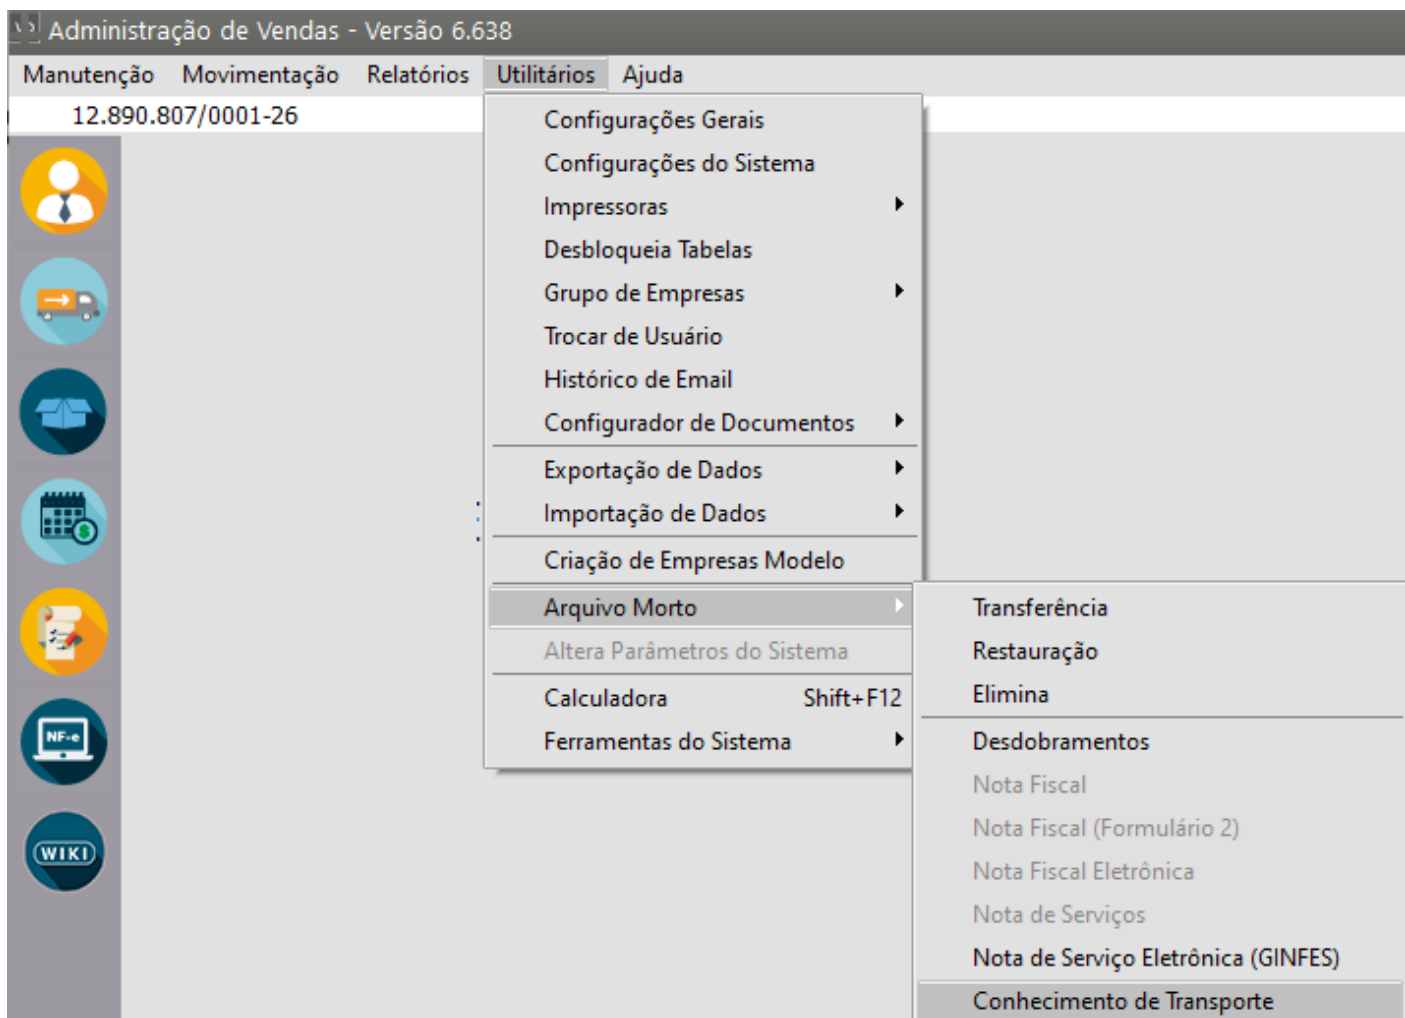 Administração de Vendas - Versão 6.638
Manutenção Movimentação Relatórios Utilitários Ajuda
12.890.807/0001-26
Configurações Gerais
Configurações do Sistema
Impressoras
Desbloqueia Tabelas
Grupo de Empresas
Trocar de Usuário
Histórico de Email
Configurador de Documentos
Exportação de Dados
Importação de Dados
Criação de Empresas Modelo
Arquivo Morto
Altera Parâmetros do Sistema
Calculadora Shift+F12
Ferramentas do Sistema
Transferência
Restauração
Elimina
Desdobramentos
Nota Fiscal
Nota Fiscal (Formulário 2)
Nota Fiscal Eletrônica
Nota de Serviços
Nota de Serviço Eletrônica (GINFES)
Conhecimento de Transporte
NF-e
WIKI